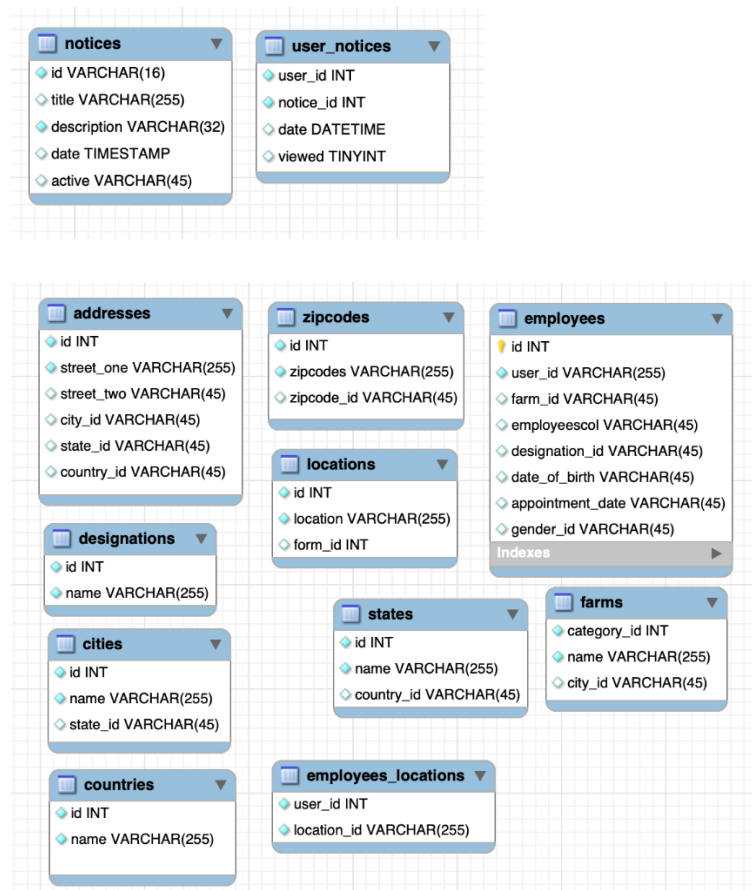 notices
id VARCHAR(16)
title VARCHAR(255)
description VARCHAR(32)
date TIMESTAMP
active VARCHAR(45)
user_notices
user_id INT
notice_id INT
date DATETIME
viewed TINYINT
addresses
id INT
street_one VARCHAR(255)
street_two VARCHAR(45)
city_id VARCHAR(45)
state_id VARCHAR(45)
country_id VARCHAR(45)
zipcodes
id INT
zipcodes VARCHAR(255)
zipcode_id VARCHAR(45)
employees
id INT
user_id VARCHAR(255)
farm_id VARCHAR(45)
employeescol VARCHAR(45)
designation_id VARCHAR(45)
date_of_birth VARCHAR(45)
appointment_date VARCHAR(45)
gender_id VARCHAR(45)
Indexes
locations
id INT
location VARCHAR(255)
form_id INT
designations
id INT
name VARCHAR(255)
states
id INT
name VARCHAR(255)
country_id VARCHAR(45)
farms
category_id INT
name VARCHAR(255)
city_id VARCHAR(45)
cities
id INT
name VARCHAR(255)
state_id VARCHAR(45)
countries
id INT
name VARCHAR(255)
employees_locations
user_id INT
location_id VARCHAR(255)